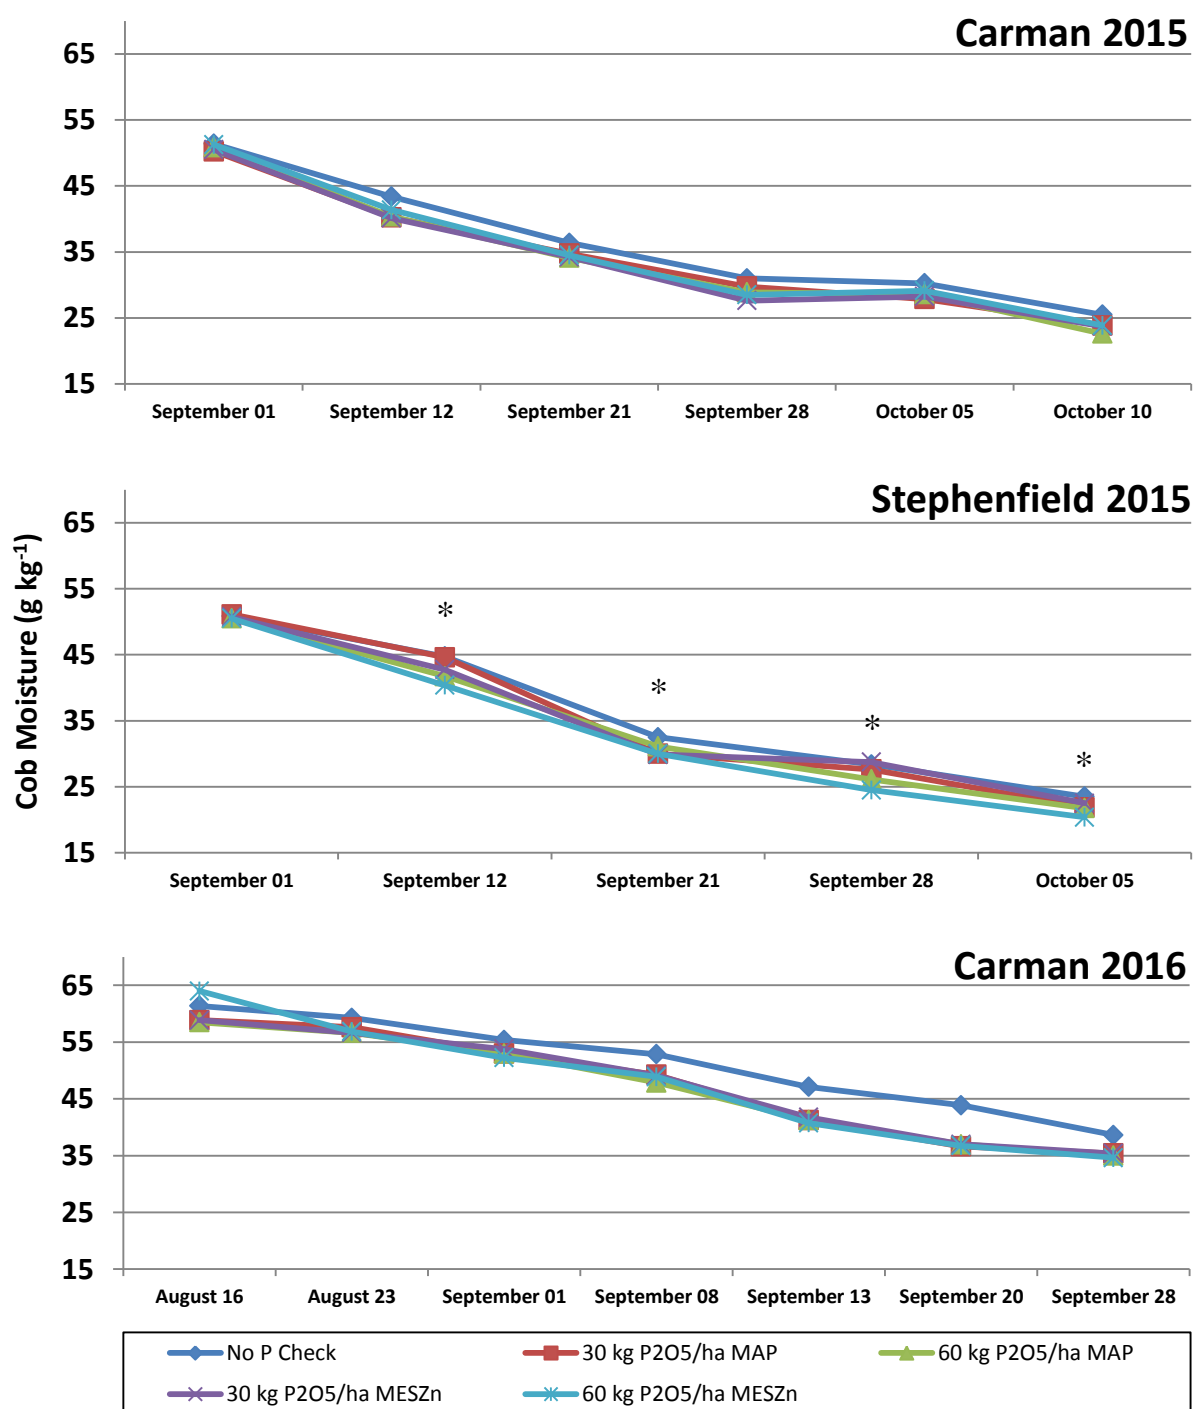 Carman 2015
65
55
45
35
25
15
September 01 September 12 September 21 September 28 October 05 October 10
Stephenfield 2015
Cob Moisture (g kg-1)
65
55
45
35
25
15
*
*
*
*
September 01 September 12 September 21 September 28 October 05
Carman 2016
65
55
45
35
25
15
August 16 August 23 September 01 September 08 September 13 September 20 September 28
No P Check 30 kg P2O5/ha MAP 60 kg P2O5/ha MAP
30 kg P2O5/ha MESZn 60 kg P2O5/ha MESZn